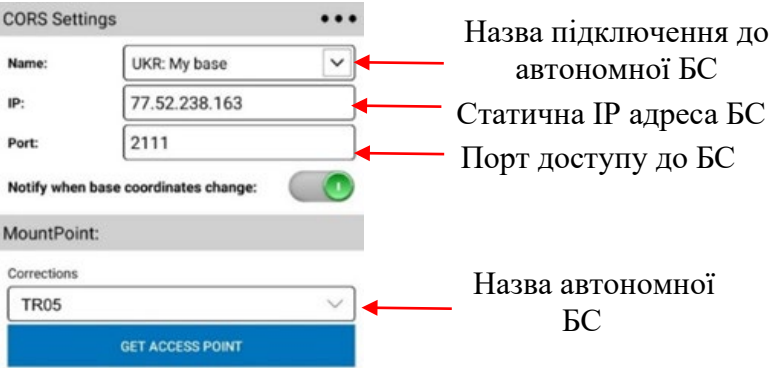 CORS Settings
Name:
UKR: My base
Назва підключення до
автономної БС
IP:
77.52.238.163
Статична IP адреса БС
Port:
2111
Порт доступу до БС
Notify when base coordinates change:
MountPoint:
Corrections
TR05
Назва автономної
БС
GET ACCESS POINT